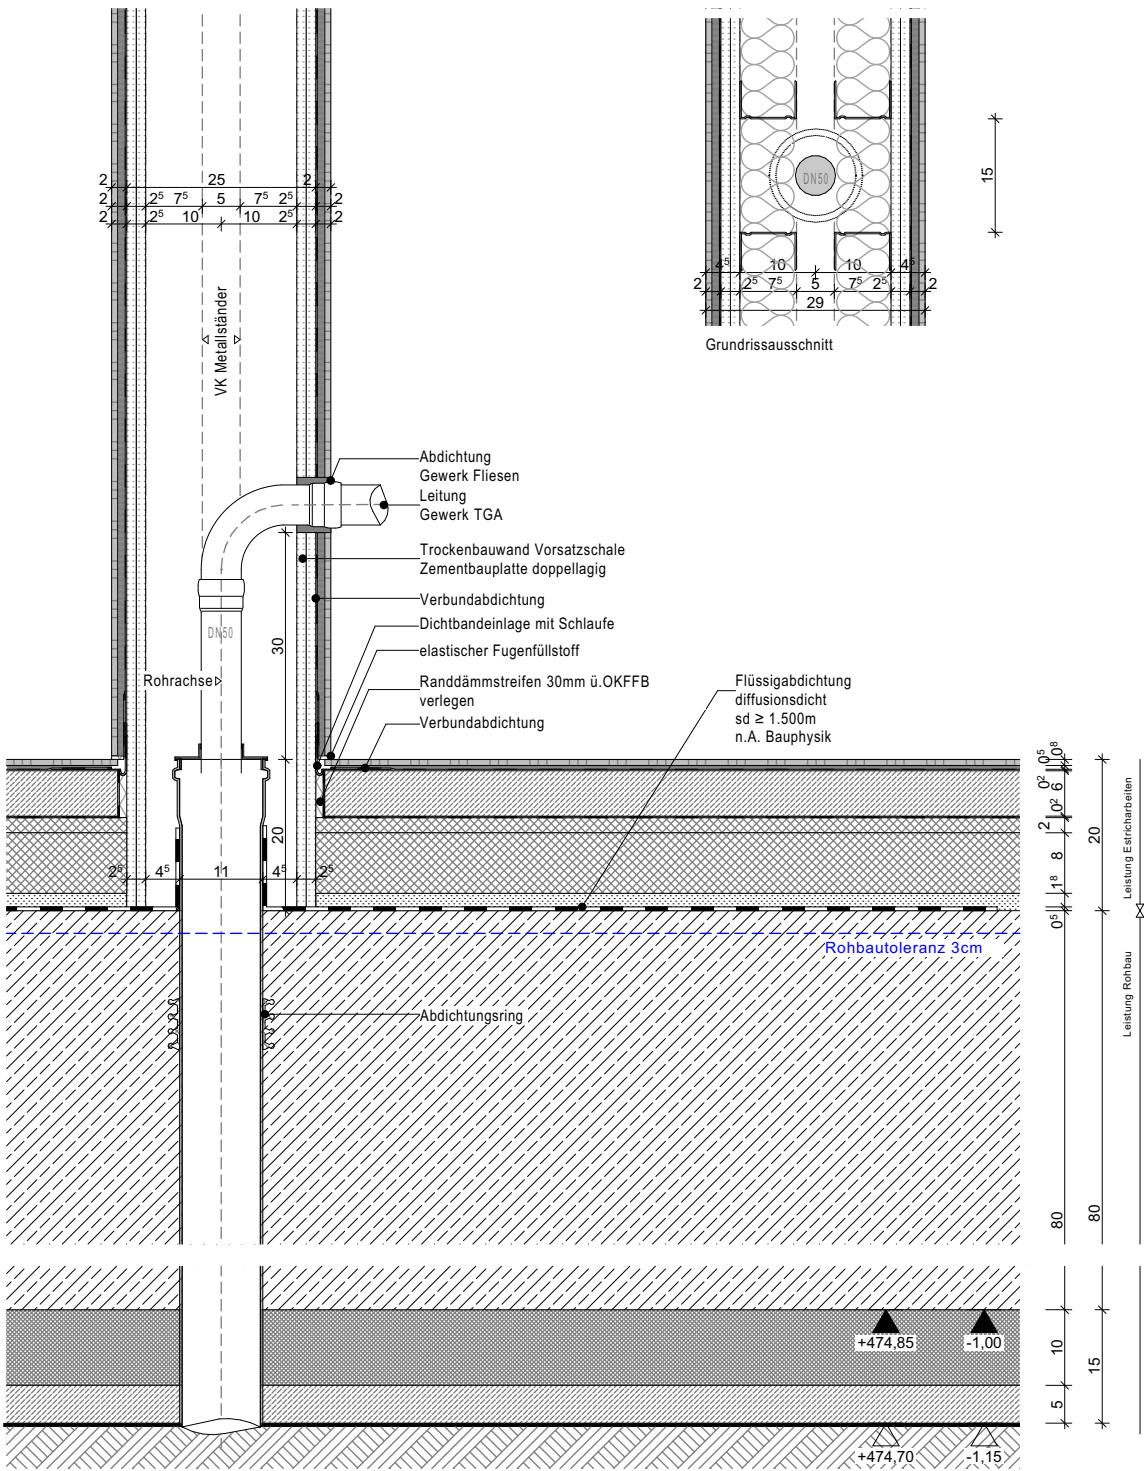 2 25 2
2 2⁵ 7⁵ 5 7⁵ 2⁵ 2
2 2⁵ 10 10 2⁵ 2
VK Metallständer
DN50
15
4⁵ 10 10 4⁵
2 2⁵ 7⁵ 5 7⁵ 2⁵ 2
29
Grundrissausschnitt
Abdichtung
Gewerk Fliesen
Leitung
Gewerk TGA
Trockenbauwand Vorsatzschale
Zementbauplatte doppellagig
Verbundabdichtung
Dichtbandeinlage mit Schlaufe
elastischer Fugenfüllstoff
Randdämmstreifen 30mm ü.OKFFB
verlegen
Verbundabdichtung
DN50
30
Rohrachse
Flüssigabdichtung
diffusionsdicht
sd ≥ 1.500m
n.A. Bauphysik
20
2⁵ 4⁵ 11 4⁵ 2⁵
0⁵ 0⁸
0² 6
0²
2
8
1⁸
0⁵
20
Leistung Estricharbeiten
Rohbautoleranz 3cm
Leistung Rohbau
Abdichtungsring
80
80
+474,85
-1,00
10
15
5
+474,70
-1,15